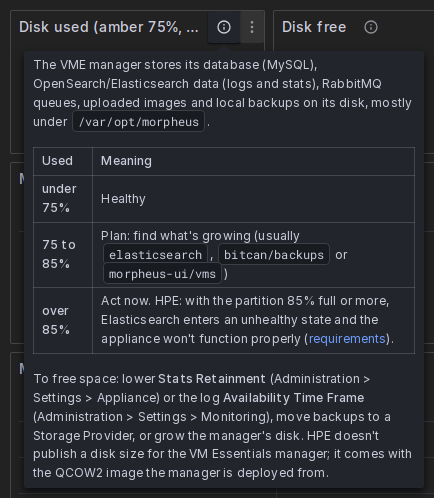 Disk used (amber 75%, ...
Disk free
The VME manager stores its database (MySQL),
OpenSearch/Elasticsearch data (logs and stats), RabbitMQ
queues, uploaded images and local backups on its disk, mostly
under /var/opt/morpheus .
Used Meaning
under
75%
Healthy
75 to
85%
Plan: find what's growing (usually
elasticsearch , bitcan/backups or
morpheus-ui/vms )
over
85%
Act now. HPE: with the partition 85% full or more,
Elasticsearch enters an unhealthy state and the
appliance won't function properly (requirements).
To free space: lower Stats Retainment (Administration >
Settings > Appliance) or the log Availability Time Frame
(Administration > Settings > Monitoring), move backups to a
Storage Provider, or grow the manager's disk. HPE doesn't
publish a disk size for the VM Essentials manager; it comes with
the QCOW2 image the manager is deployed from.